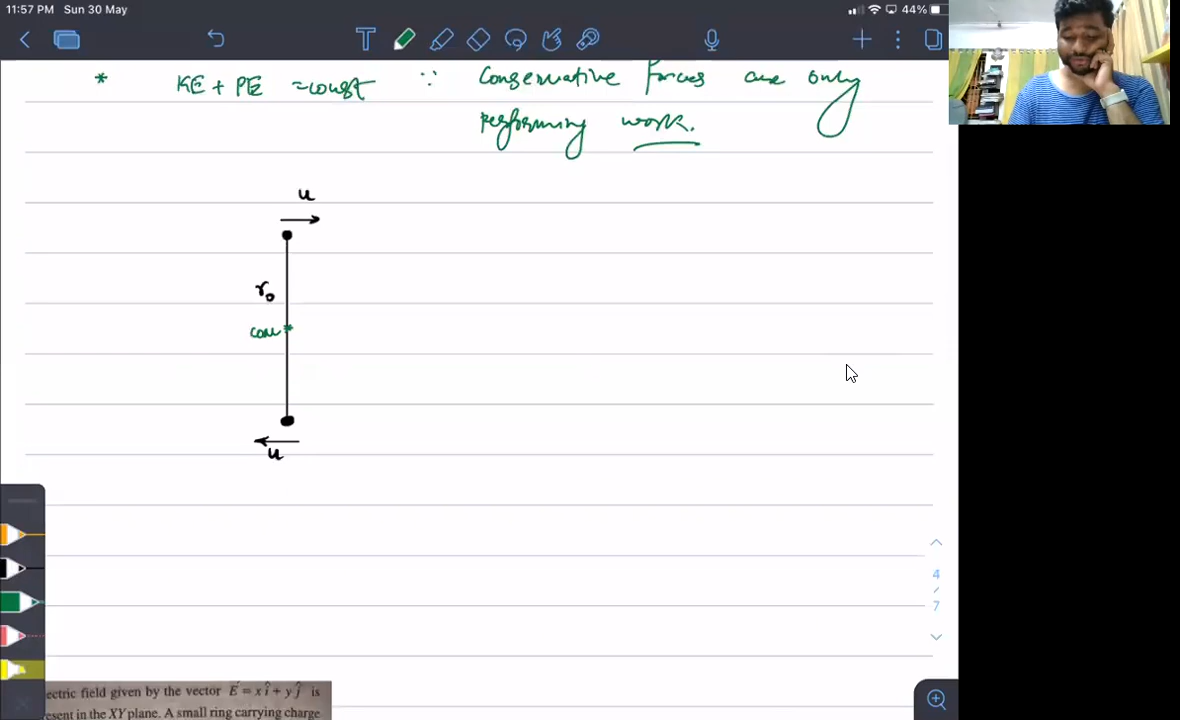 11:57 PM Sun 30 May
44%
T
* KE + PE = const ∵ Conservative forces are only
performing work.
u
r₀
com *
u
4
/
7
ectric field given by the vector E = x î + y ĵ is
esent in the XY plane. A small ring carrying charge